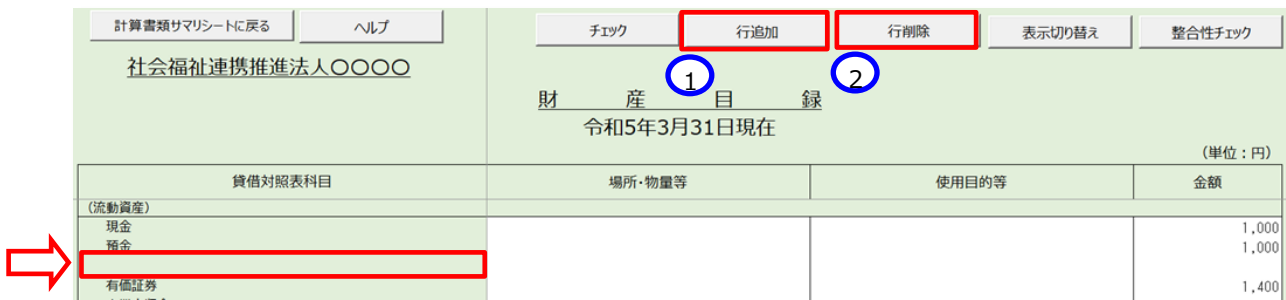 計算書類サマリシートに戻る ヘルプ チェック 行追加 行削除 表示切り替え 整合性チェック
社会福祉連携推進法人〇〇〇〇
1 2
財 産 目 録
令和5年3月31日現在
(単位：円)
貸借対照表科目 場所・物量等 使用目的等 金額
(流動資産)
現金 1,000
預金 1,000
有価証券 1,400